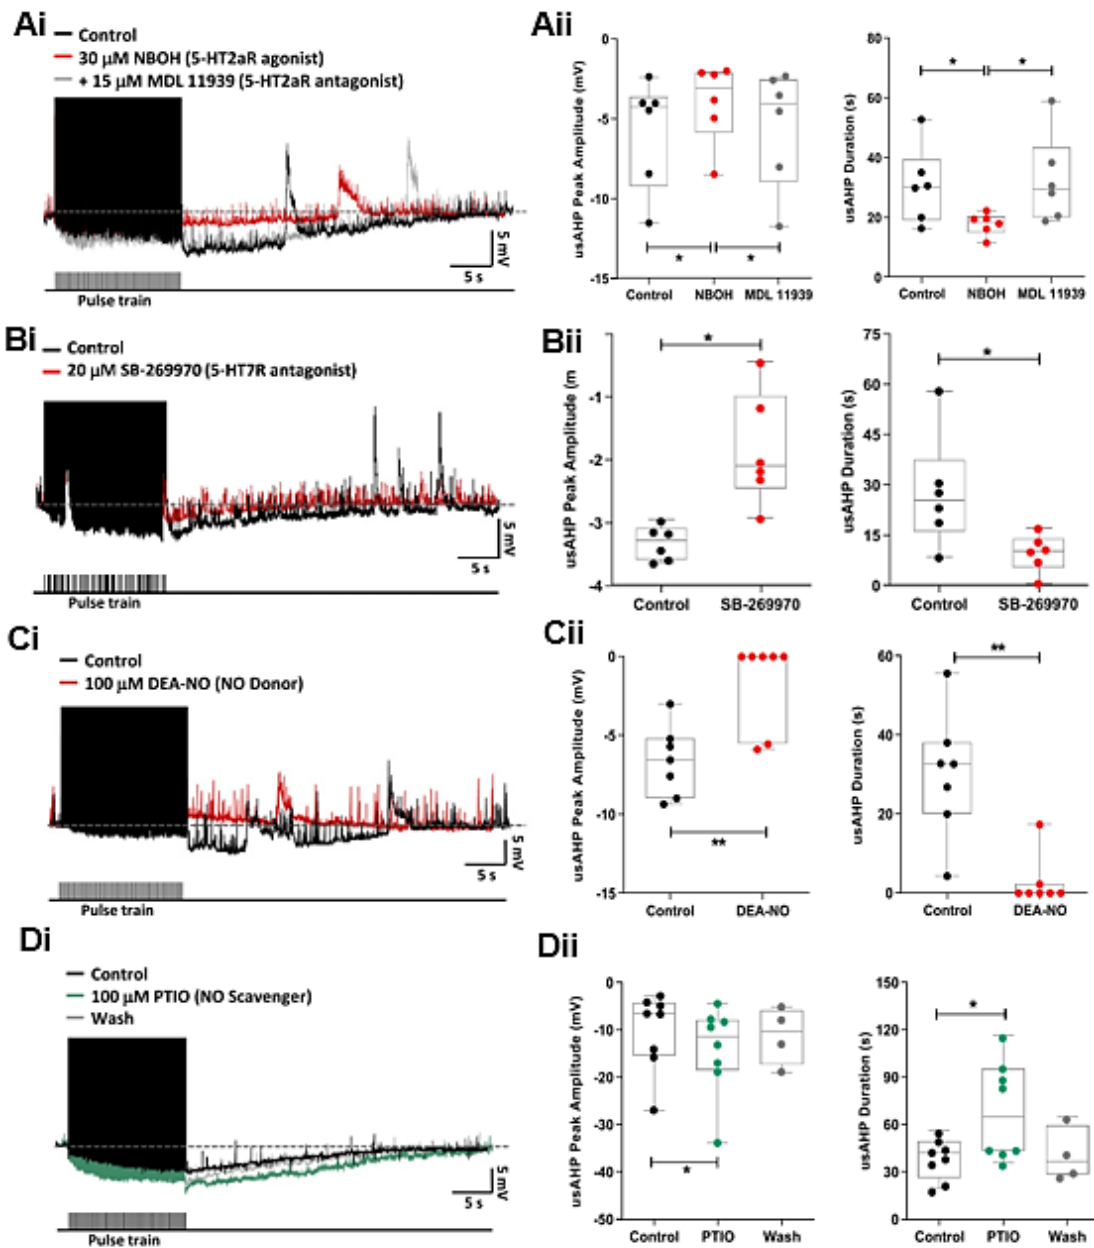 Ai
Control
30 µM NBOH (5-HT2aR agonist)
+ 15 µM MDL 11939 (5-HT2aR antagonist)
5 mV
5 s
Pulse train
Aii
usAHP Peak Amplitude (mV)
0
-5
-10
-15
*
*
Control
NBOH
MDL 11939
usAHP Duration (s)
80
60
40
20
0
*
*
Control
NBOH
MDL 11939
Bi
Control
20 µM SB-269970 (5-HT7R antagonist)
5 mV
5 s
Pulse train
Bii
usAHP Peak Amplitude (m
-1
-2
-3
-4
*
Control
SB-269970
usAHP Duration (s)
75
60
45
30
15
0
*
Control
SB-269970
Ci
Control
100 µM DEA-NO (NO Donor)
5 mV
5 s
Pulse train
Cii
usAHP Peak Amplitude (mV)
0
-5
-10
-15
**
Control
DEA-NO
usAHP Duration (s)
60
40
20
0
**
Control
DEA-NO
Di
Control
100 µM PTIO (NO Scavenger)
Wash
5 mV
5 s
Pulse train
Dii
usAHP Peak Amplitude (mV)
0
-10
-20
-30
-40
-50
*
Control
PTIO
Wash
usAHP Duration (s)
150
120
90
60
30
0
*
Control
PTIO
Wash